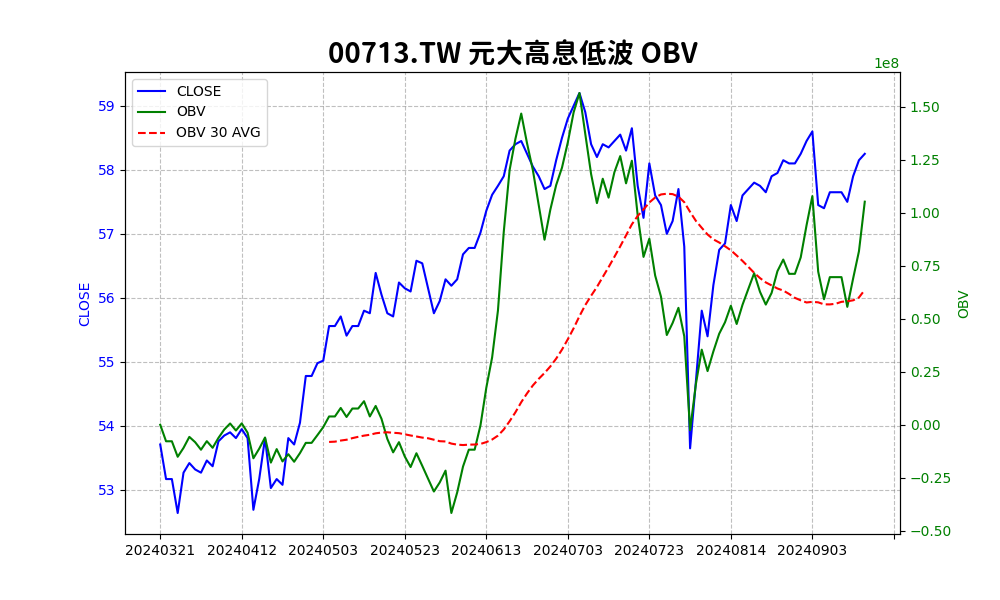 00713.TW 元大高息低波 OBV
1e8
CLOSE
OBV
OBV 30 AVG
59
58
57
56
55
54
53
CLOSE
1.50
1.25
1.00
0.75
0.50
0.25
0.00
−0.25
−0.50
OBV
20240321 20240412 20240503 20240523 20240613 20240703 20240723 20240814 20240903